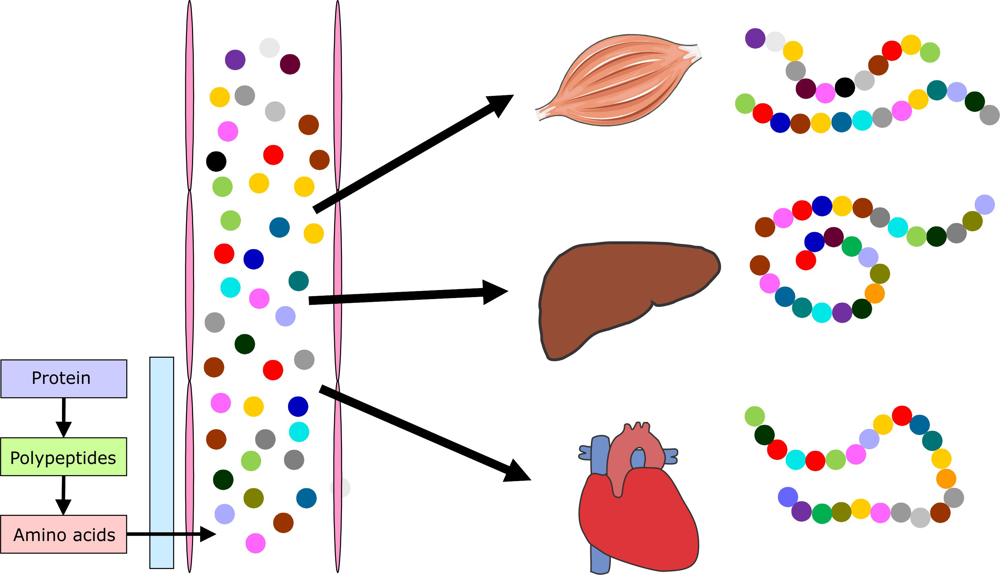 Protein
Polypeptides
Amino acids